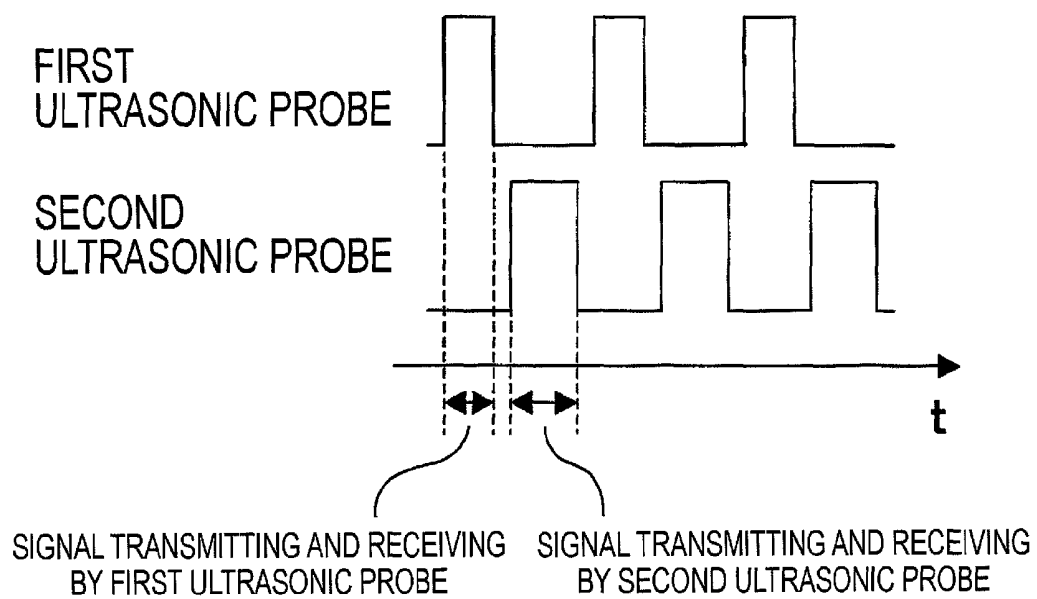 FIRST
ULTRASONIC PROBE
SECOND
ULTRASONIC PROBE
t
SIGNAL TRANSMITTING AND RECEIVING
BY FIRST ULTRASONIC PROBE
SIGNAL TRANSMITTING AND RECEIVING
BY SECOND ULTRASONIC PROBE